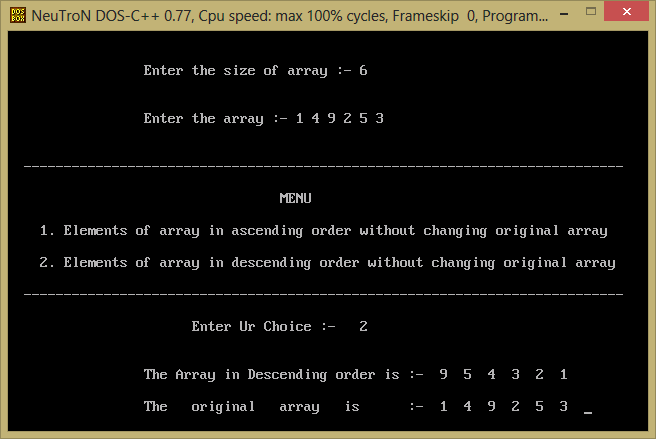 DOS BOX
NeuTroN DOS-C++ 0.77, Cpu speed: max 100% cycles, Frameskip 0, Program...
Enter the size of array :- 6
Enter the array :- 1 4 9 2 5 3
MENU
1. Elements of array in ascending order without changing original array
2. Elements of array in descending order without changing original array
Enter Ur Choice :- 2
The Array in Descending order is :- 9 5 4 3 2 1
The original array is :- 1 4 9 2 5 3 _